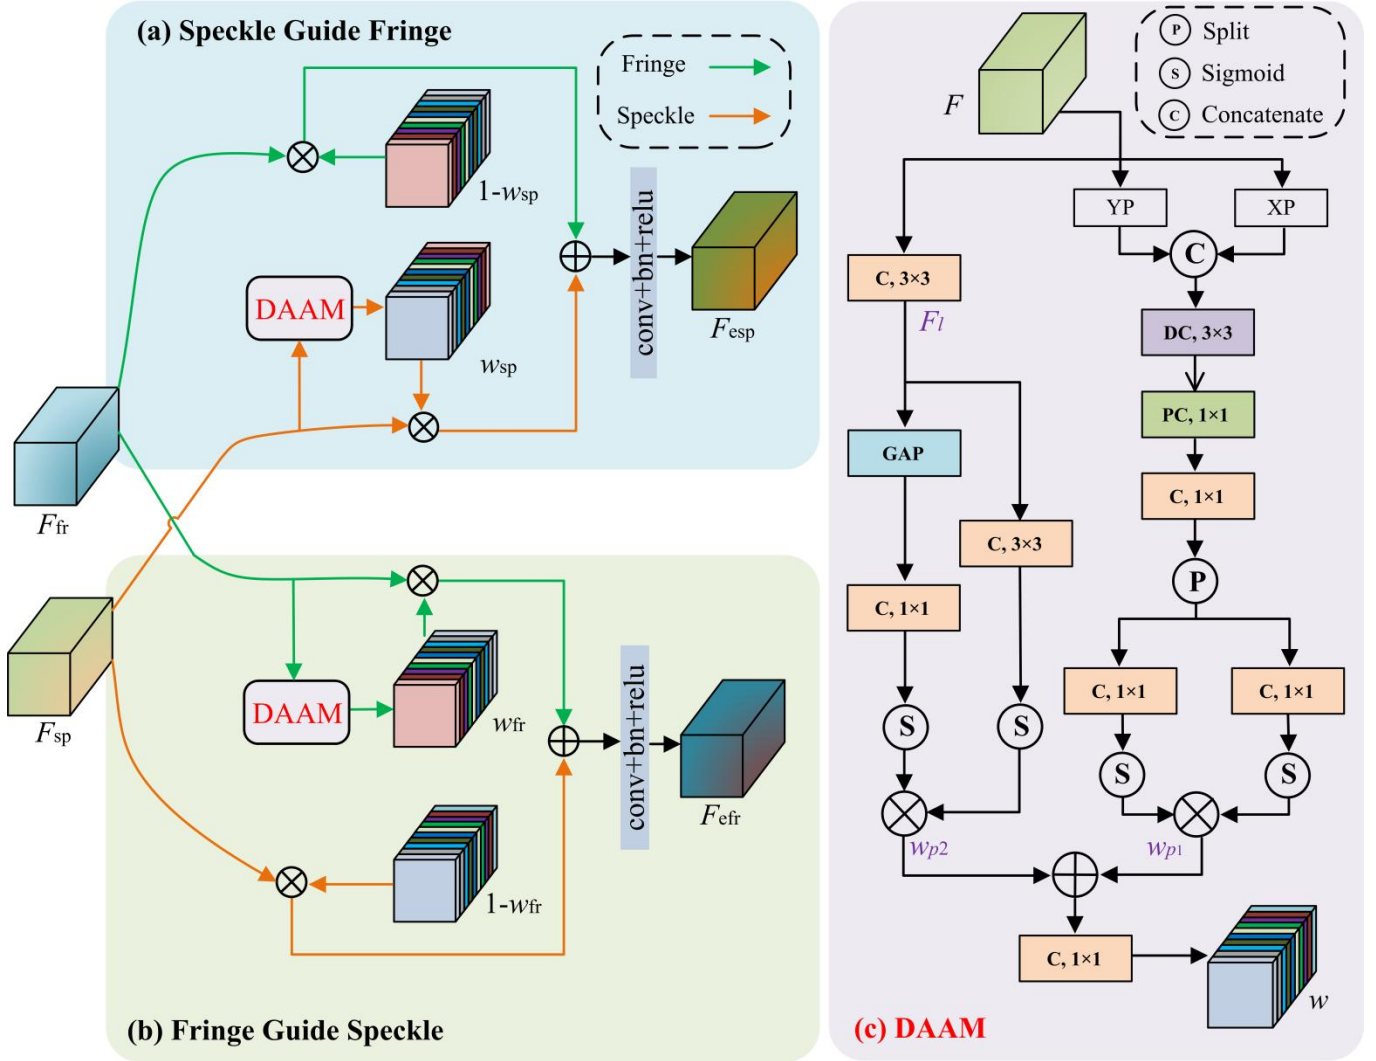 (a) Speckle Guide Fringe
Fringe
Speckle
1-wsp
DAAM
wsp
conv+bn+relu
Fesp
Ffr
Fsp
DAAM
wfr
conv+bn+relu
Fefr
1-wfr
(b) Fringe Guide Speckle
F
P Split
S Sigmoid
C Concatenate
YP
XP
C
C, 3×3
Fl
DC, 3×3
PC, 1×1
GAP
C, 1×1
C, 3×3
P
C, 1×1
C, 1×1
C, 1×1
S
S
S
S
wp2
wp1
C, 1×1
w
(c) DAAM